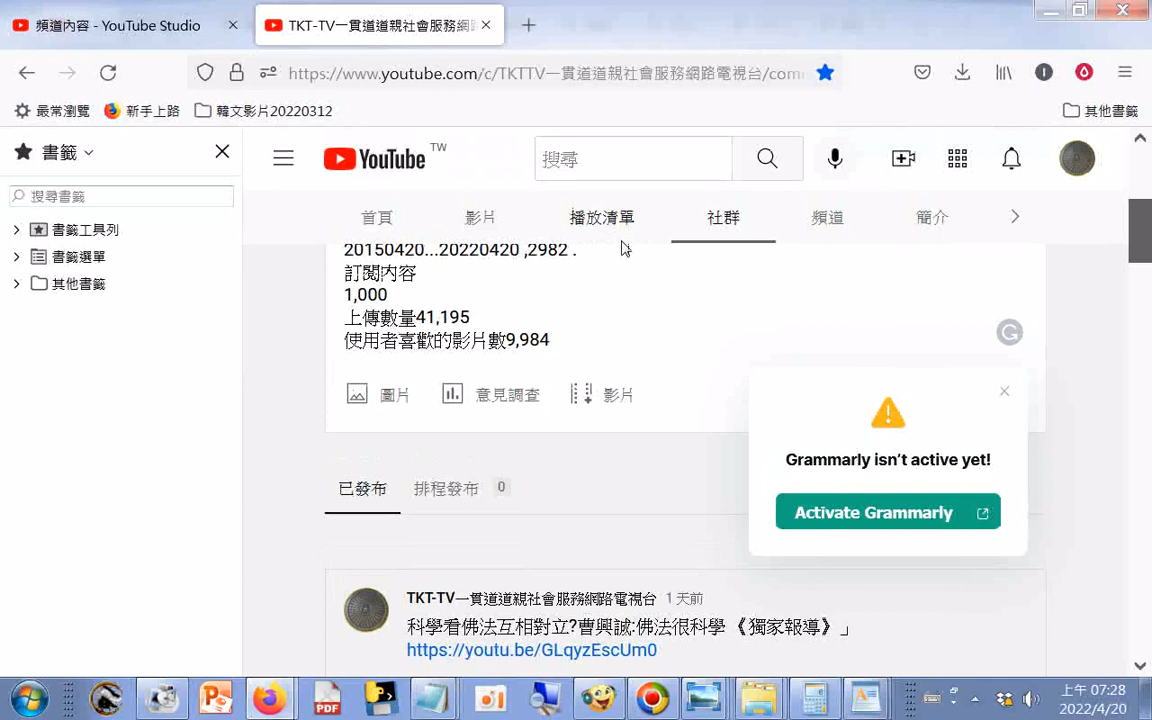 頻道內容 - YouTube Studio
TKT-TV一貫道道親社會服務網路
https://www.youtube.com/c/TKTTV一貫道道親社會服務網路電視台/com
最常瀏覽
新手上路
韓文影片20220312
其他書籤
書籤
YouTube TW
搜尋
搜尋書籤
首頁
影片
播放清單
社群
頻道
簡介
書籤工具列
書籤選單
其他書籤
20150420...20220420 ,2982 .
訂閱內容
1,000
上傳數量41,195
使用者喜歡的影片數9,984
圖片
意見調查
影片
Grammarly isn't active yet!
Activate Grammarly
已發布
排程發布 0
TKT-TV一貫道道親社會服務網路電視台 1 天前
科學看佛法互相對立?曹興誠:佛法很科學《獨家報導》」
https://youtu.be/GLqyzEscUm0
PDF
上午 07:28
2022/4/20